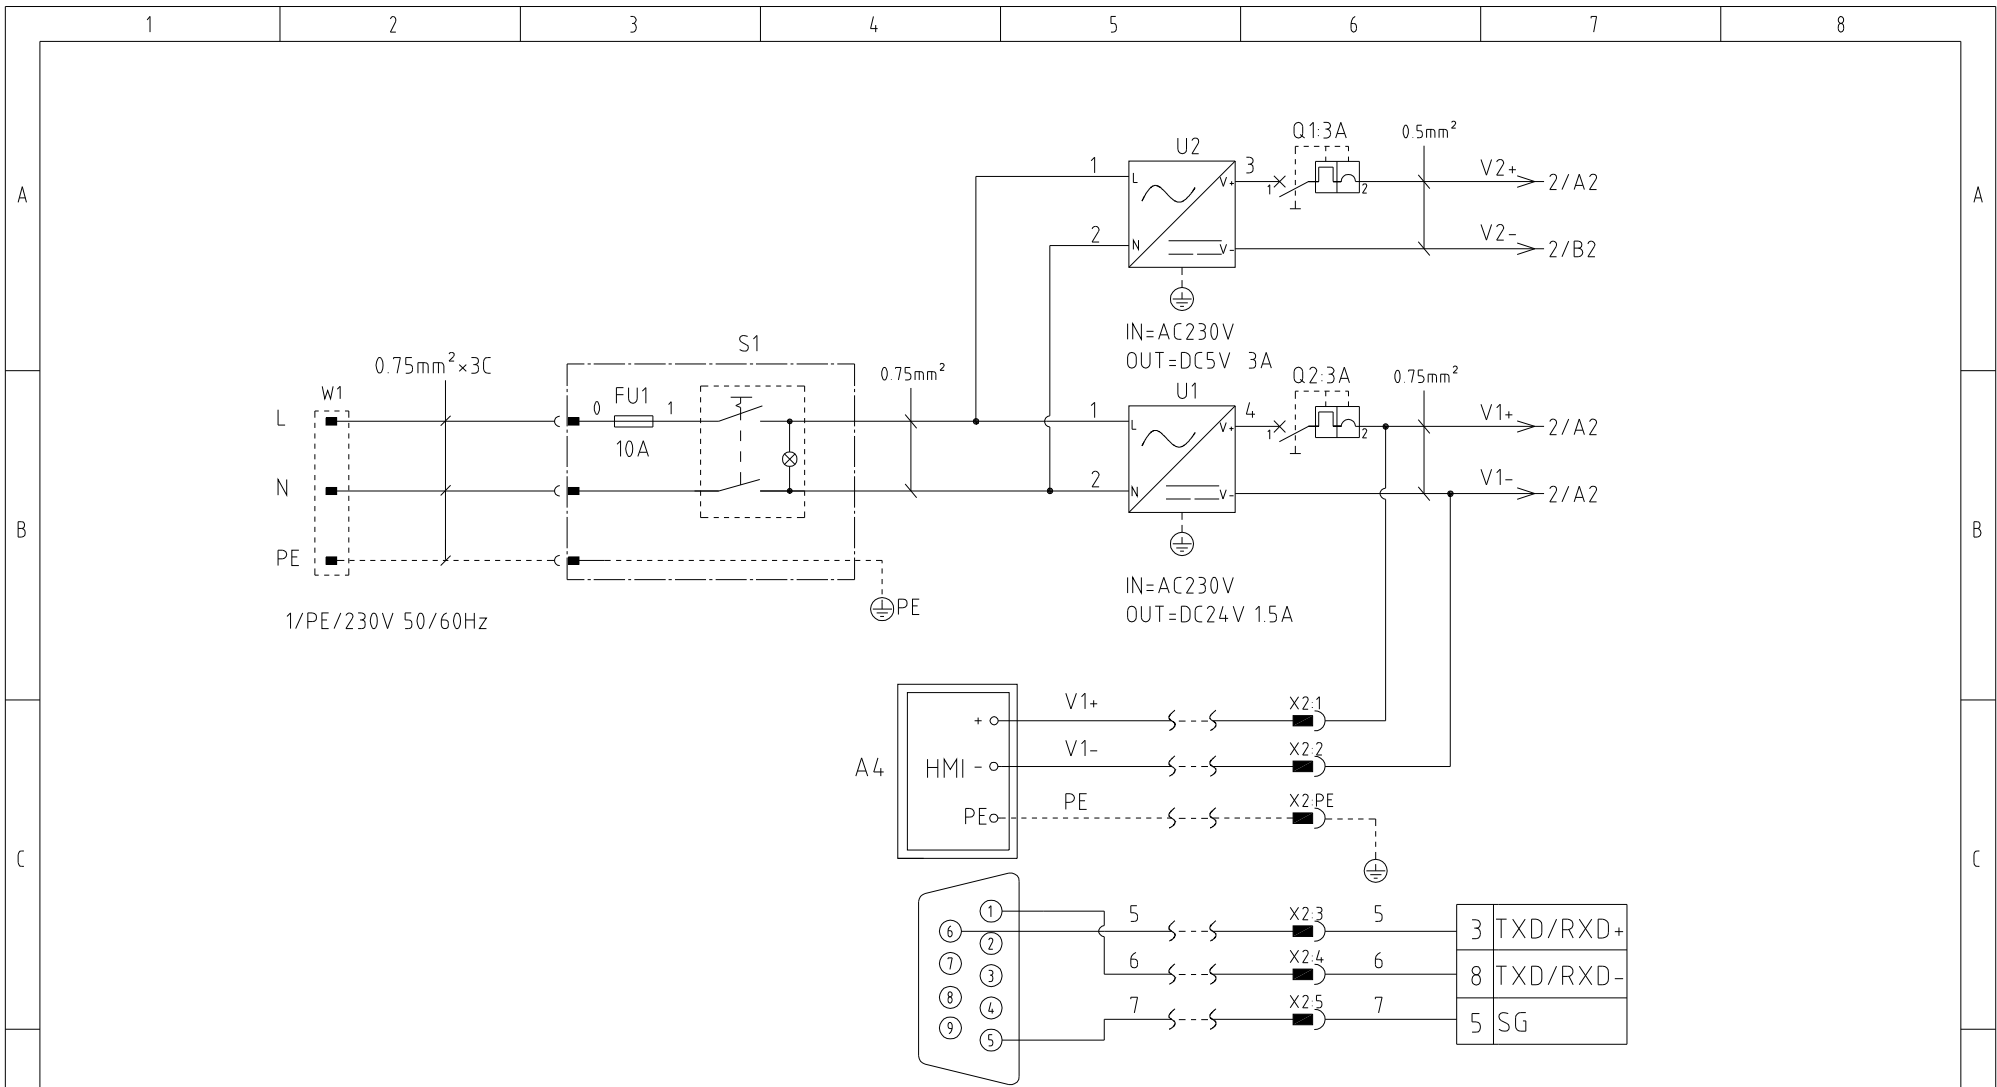 1 2 3 4 5 6 7 8
A A
B B
C C
U2
1 L
2 N
V+ 3
V-
Q1:3A
1 2
0.5mm²
V2+ 2/A2
V2- 2/B2
IN=AC230V
OUT=DC5V 3A
S1
0.75mm²×3C
W1
L
N
PE
1/PE/230V 50/60Hz
0 FU1 1
10A
0.75mm²
PE
U1
1 L
2 N
V+ 4
V-
Q2:3A
1 2
0.75mm²
V1+ 2/A2
V1- 2/A2
IN=AC230V
OUT=DC24V 1.5A
A4
HMI
+ V1+ X2:1
- V1- X2:2
PE PE X2:PE
1
6
2
7
3
8
4
9
5
5 X2:3 5
6 X2:4 6
7 X2:5 7
3 TXD/RXD+
8 TXD/RXD-
5 SG